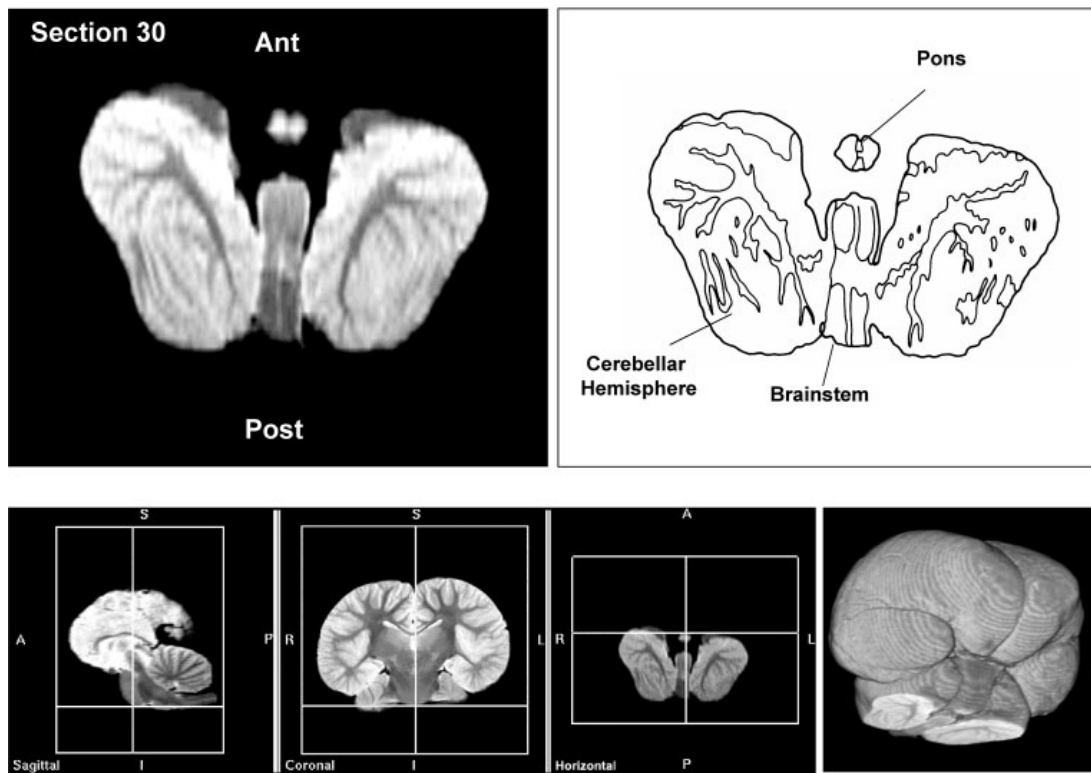 Section 30
Ant
Post
Pons
Cerebellar
Hemisphere
Brainstem
S
A
P
Sagittal
I
S
R
L
Coronal
I
A
R
L
Horizontal
P